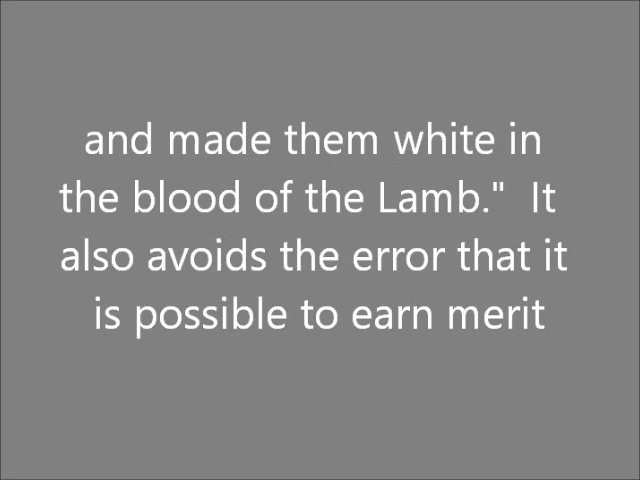 and made them white in
the blood of the Lamb."  It
also avoids the error that it
is possible to earn merit